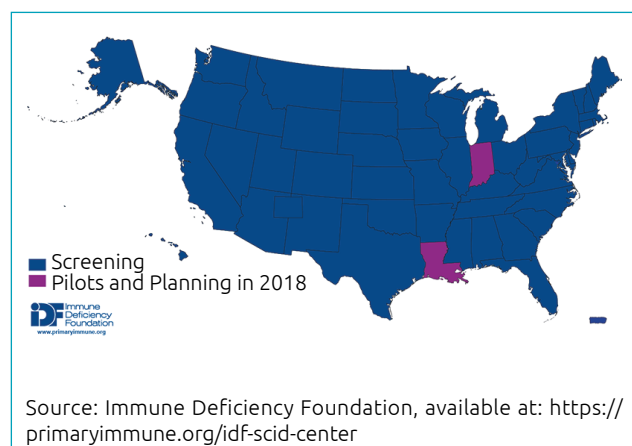 Screening
Pilots and Planning in 2018
IDF Immune
Deficiency
Foundation
www.primaryimmune.org
Source: Immune Deficiency Foundation, available at: https://
primaryimmune.org/idf-scid-center